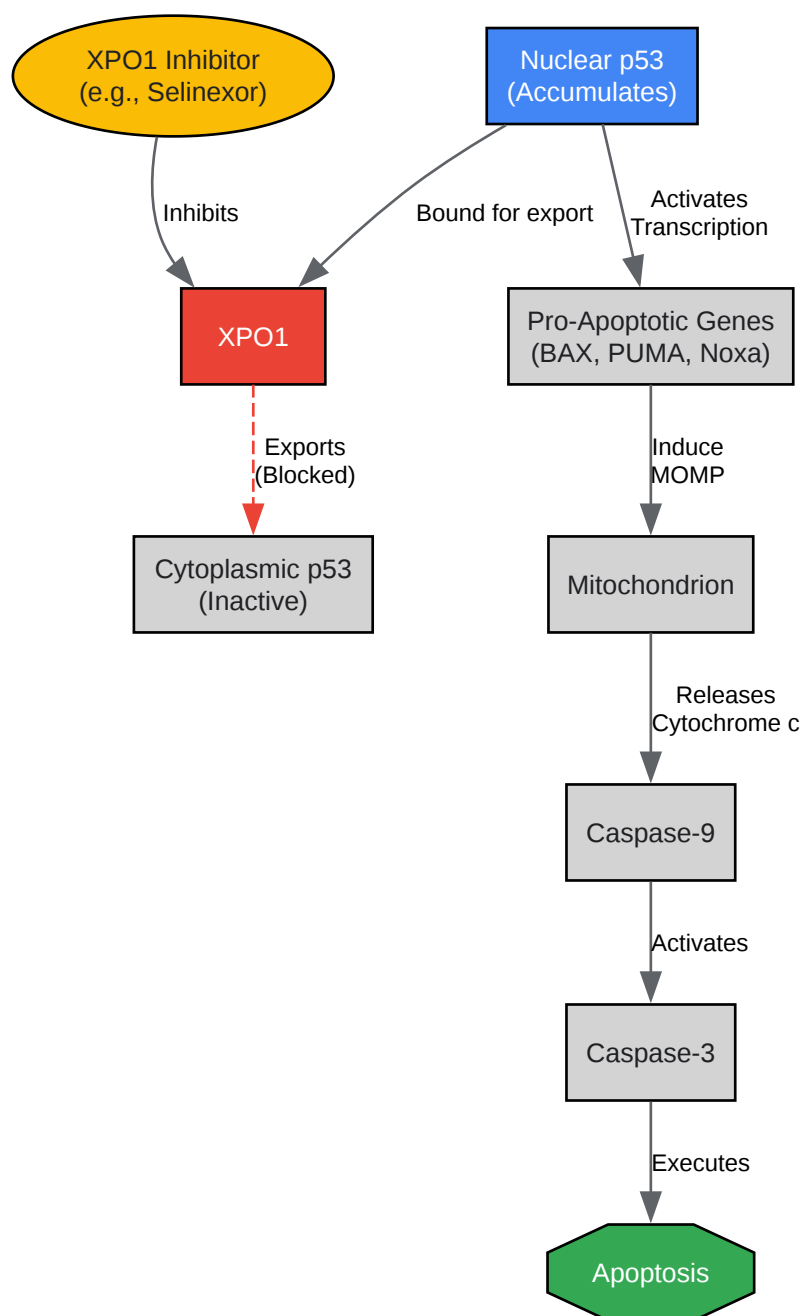 XPO1 Inhibitor
(e.g., Selinexor)
Nuclear p53
(Accumulates)
Inhibits
Bound for export
Activates
Transcription
XPO1
Pro-Apoptotic Genes
(BAX, PUMA, Noxa)
Exports
(Blocked)
Induce
MOMP
Cytoplasmic p53
(Inactive)
Mitochondrion
Releases
Cytochrome c
Caspase-9
Activates
Caspase-3
Executes
Apoptosis